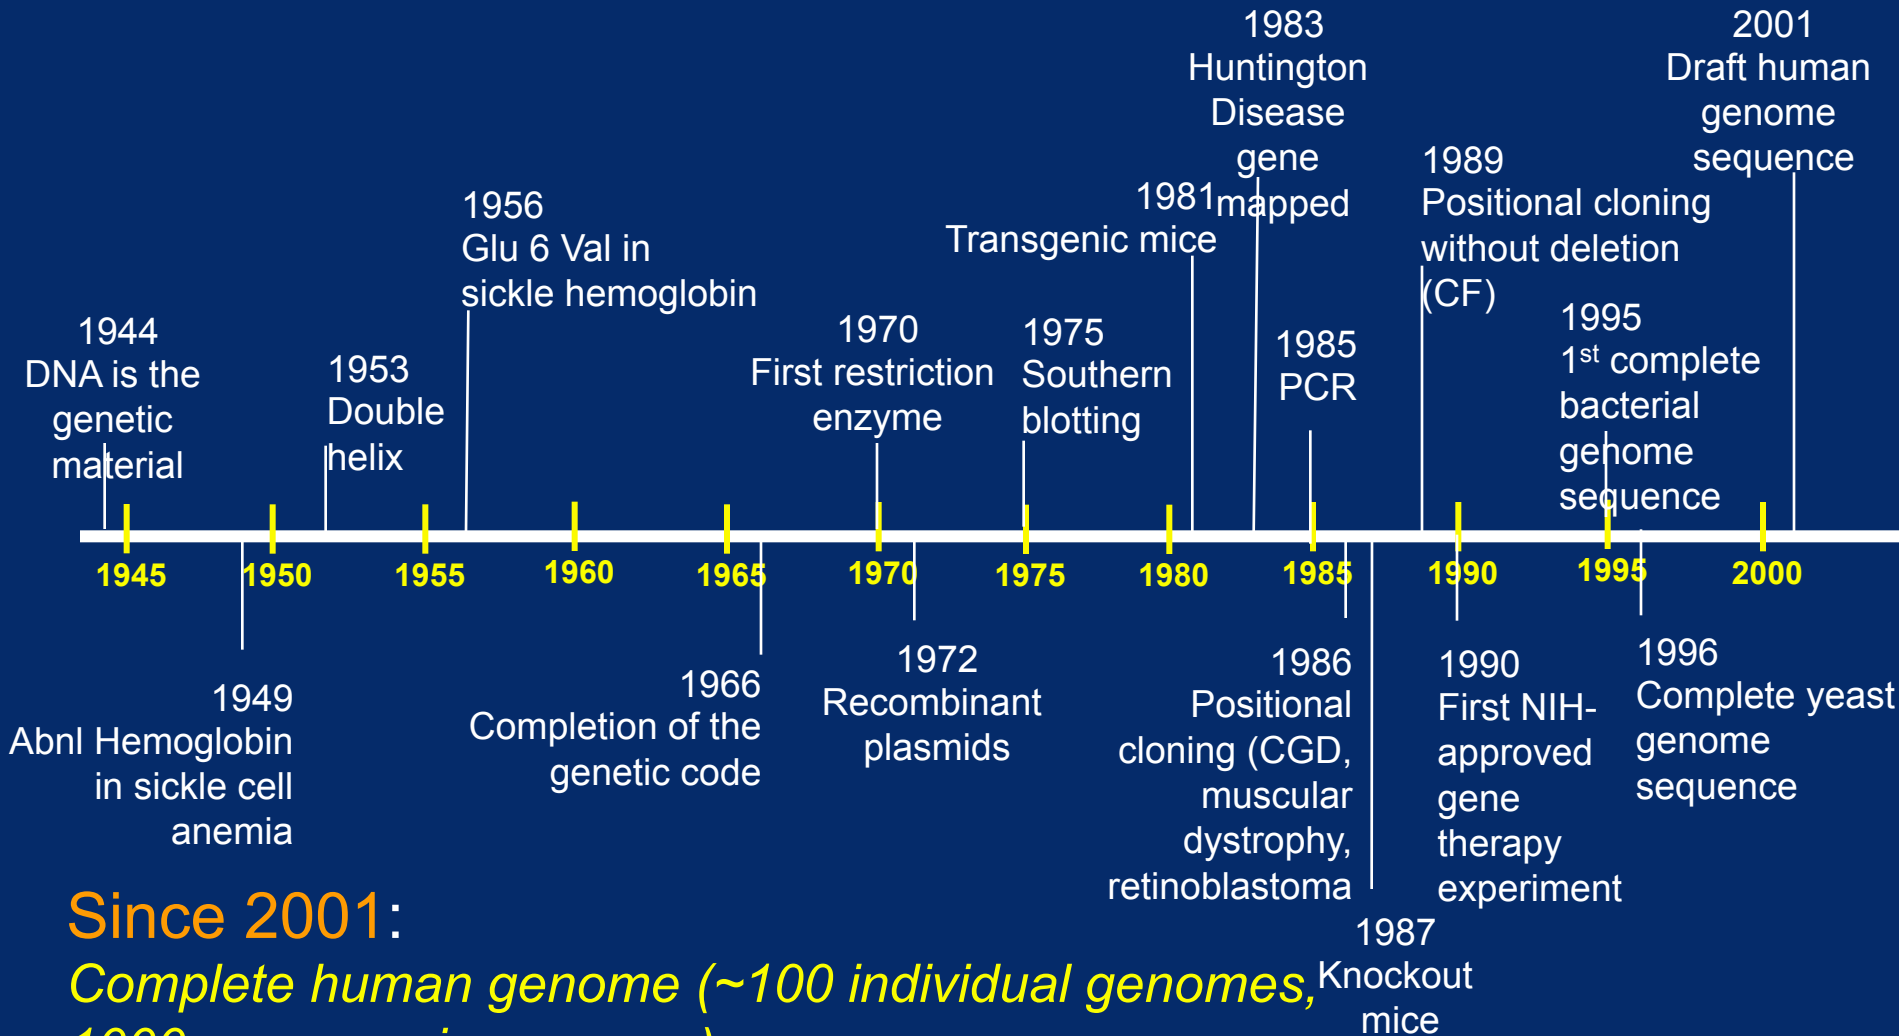 1944
DNA is the
genetic
material
1953
Double
helix
1956
Glu 6 Val in
sickle hemoglobin
1970
First restriction
enzyme
1975
Southern
blotting
1981
Transgenic mice
1983
Huntington
Disease
gene
mapped
1985
PCR
1989
Positional cloning
without deletion
(CF)
1995
1st complete
bacterial
genome
sequence
2001
Draft human
genome
sequence
1945 1950 1955 1960 1965 1970 1975 1980 1985 1990 1995 2000
1949
Abnl Hemoglobin
in sickle cell
anemia
1966
Completion of the
genetic code
1972
Recombinant
plasmids
1986
Positional
cloning (CGD,
muscular
dystrophy,
retinoblastoma
1987
Knockout
mice
1990
First NIH-
approved
gene
therapy
experiment
1996
Complete yeast
genome
sequence
Since 2001:
Complete human genome (~100 individual genomes,